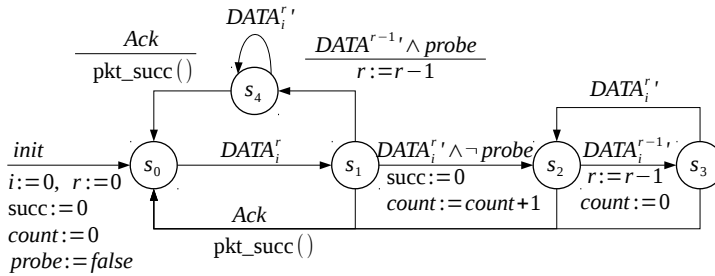 DATA_i^r'
Ack
pkt_succ()
DATA^{r-1}' ∧ probe
r:=r−1
s_4
DATA_i^r'
init
i:=0, r:=0
succ:=0
count:=0
probe:=false
s_0
DATA_i^r
s_1
DATA_i^r' ∧ ¬ probe
succ:=0
count:=count+1
s_2
DATA_i^{r-1}'
r:=r−1
count:=0
s_3
Ack
pkt_succ()